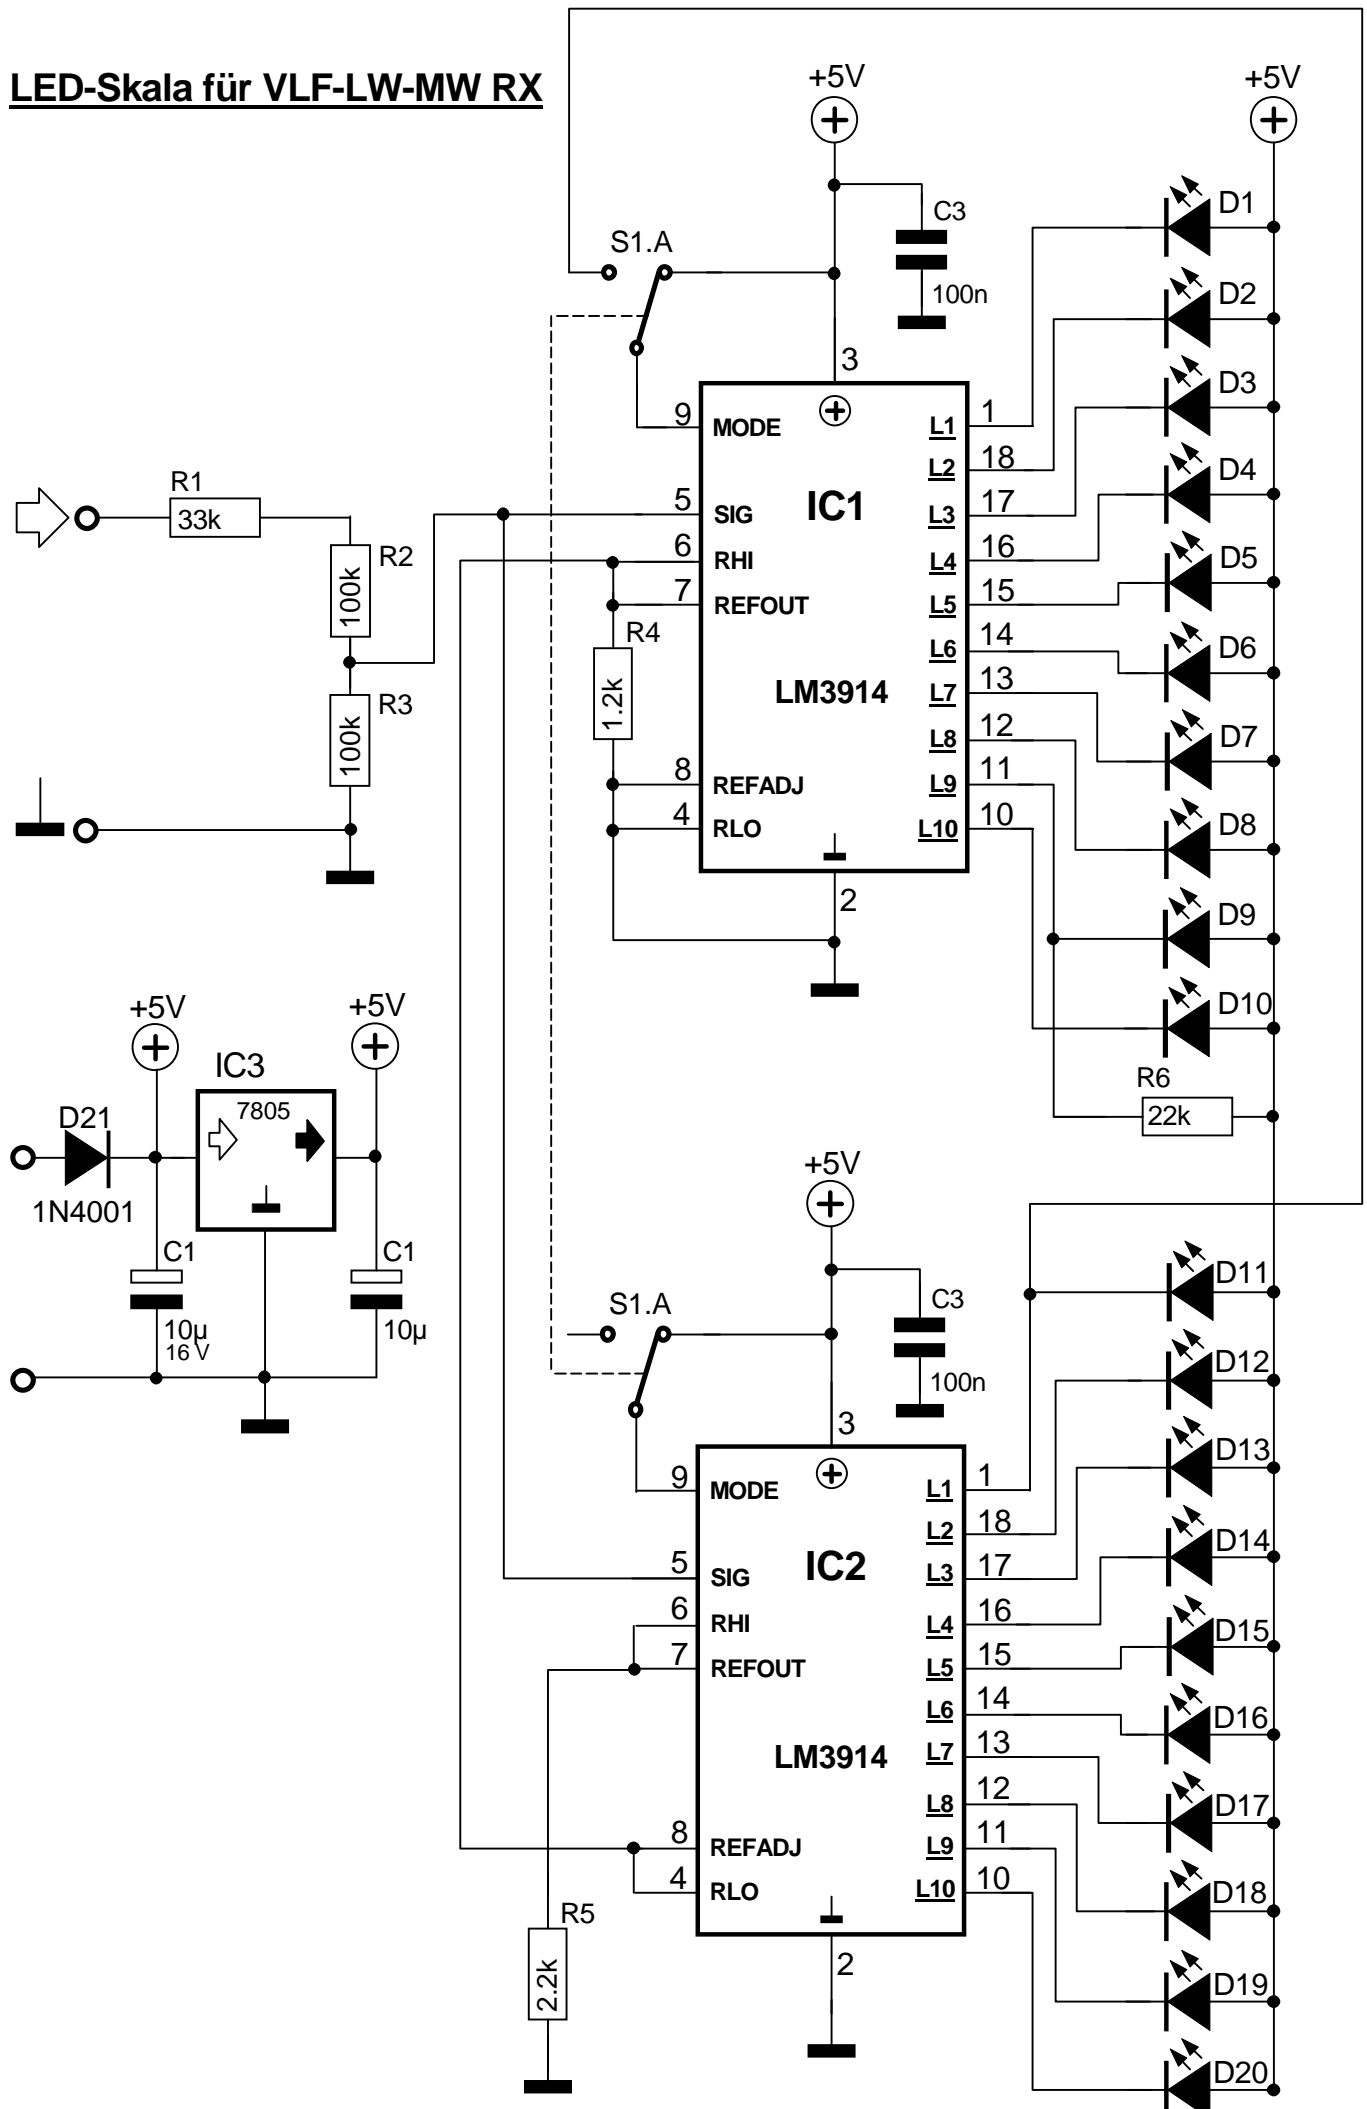 LED-Skala für VLF-LW-MW RX
+5V
+5V
S1.A
C3
100n
3
9
MODE
5
SIG
6
RHI
7
REFOUT
8
REFADJ
4
RLO
IC1
LM3914
2
L1
1
L2
18
L3
17
L4
16
L5
15
L6
14
L7
13
L8
12
L9
11
L10
10
D1
D2
D3
D4
D5
D6
D7
D8
D9
D10
R6
22k
R1
33k
R2
100k
R3
100k
R4
1.2k
+5V
+5V
IC3
7805
D21
1N4001
C1
10µ
16 V
C1
10µ
+5V
S1.A
C3
100n
3
9
MODE
5
SIG
6
RHI
7
REFOUT
8
REFADJ
4
RLO
IC2
LM3914
2
L1
1
L2
18
L3
17
L4
16
L5
15
L6
14
L7
13
L8
12
L9
11
L10
10
R5
2.2k
D11
D12
D13
D14
D15
D16
D17
D18
D19
D20